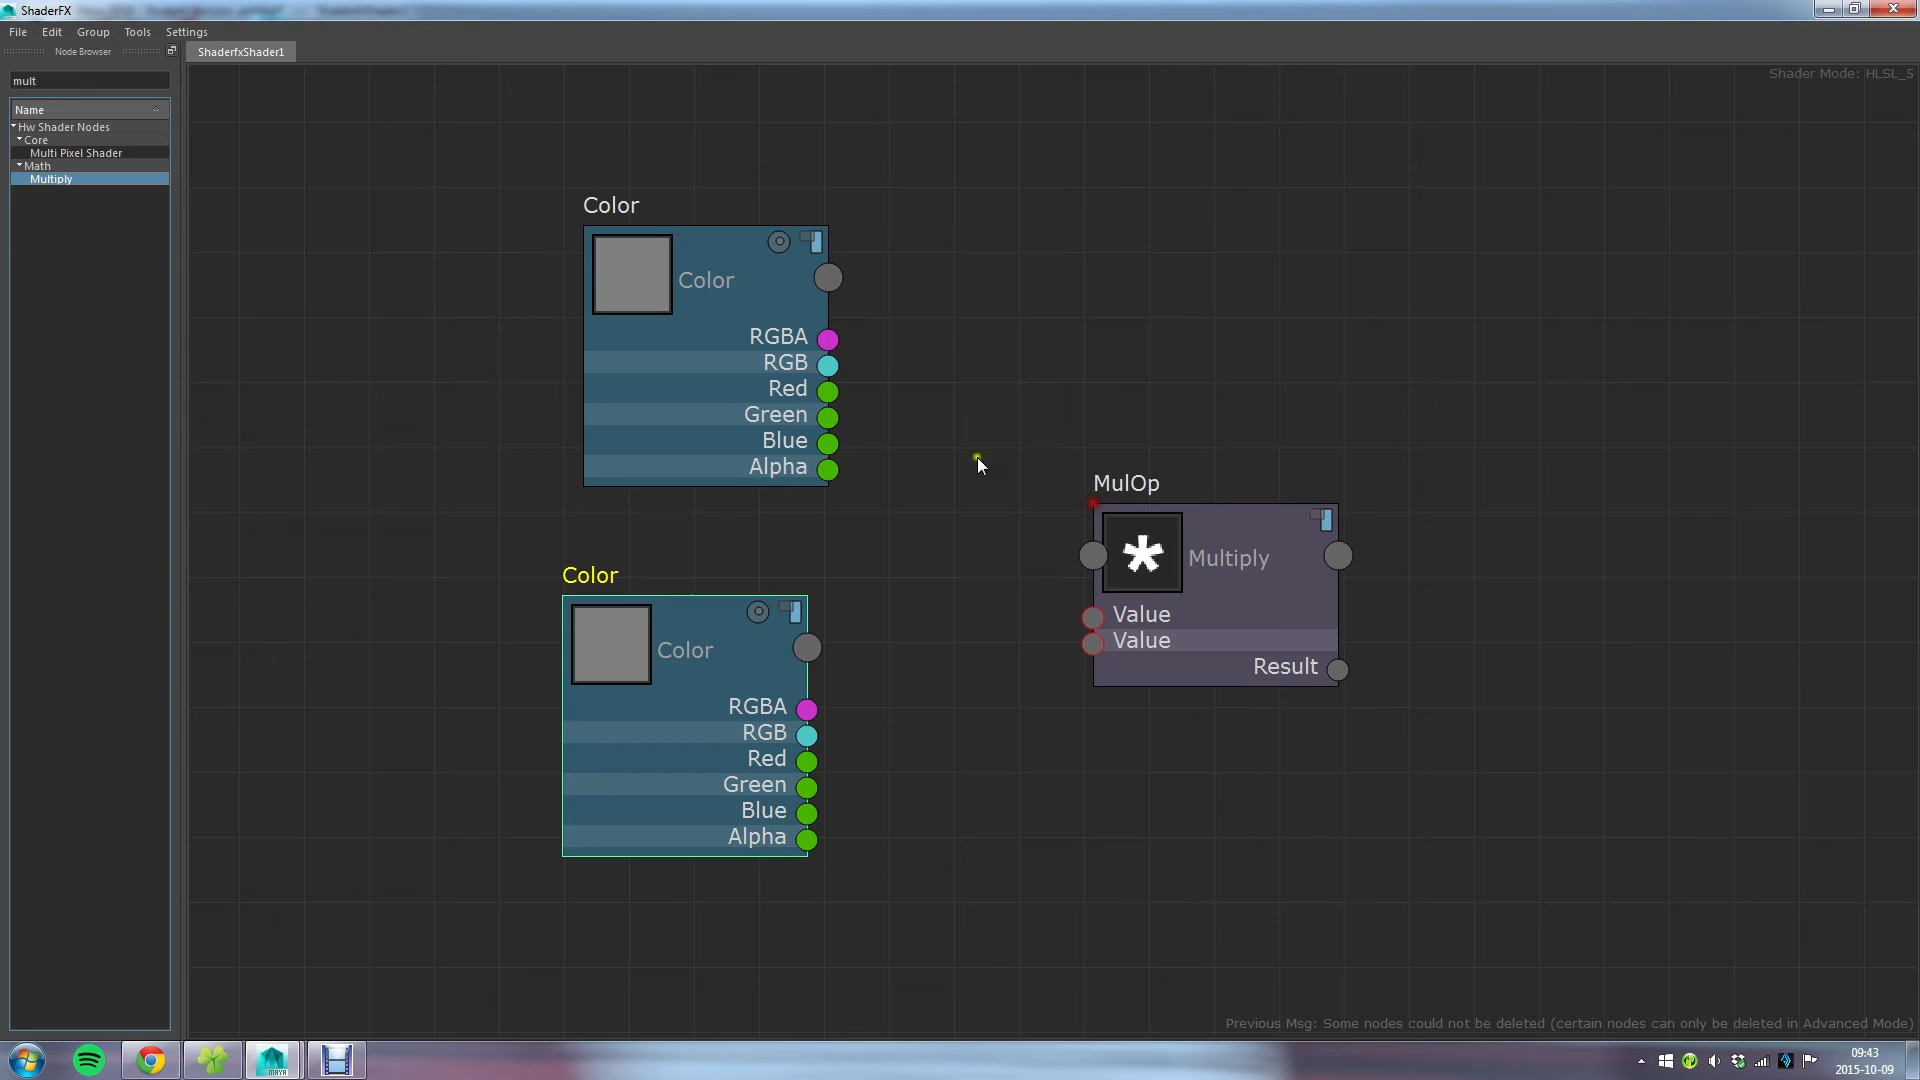 ShaderFX
File Edit Group Tools Settings
Node Browser
ShaderfxShader1
mult
Shader Mode: HLSL_5
Name
Hw Shader Nodes
Core
Multi Pixel Shader
Math
Multiply
Color
Color
RGBA
RGB
Red
Green
Blue
Alpha
MulOp
Multiply
Value
Value
Result
Color
Color
RGBA
RGB
Red
Green
Blue
Alpha
Previous Msg: Some nodes could not be deleted (certain nodes can only be deleted in Advanced Mode)
MAYA
09:43
2015-10-09